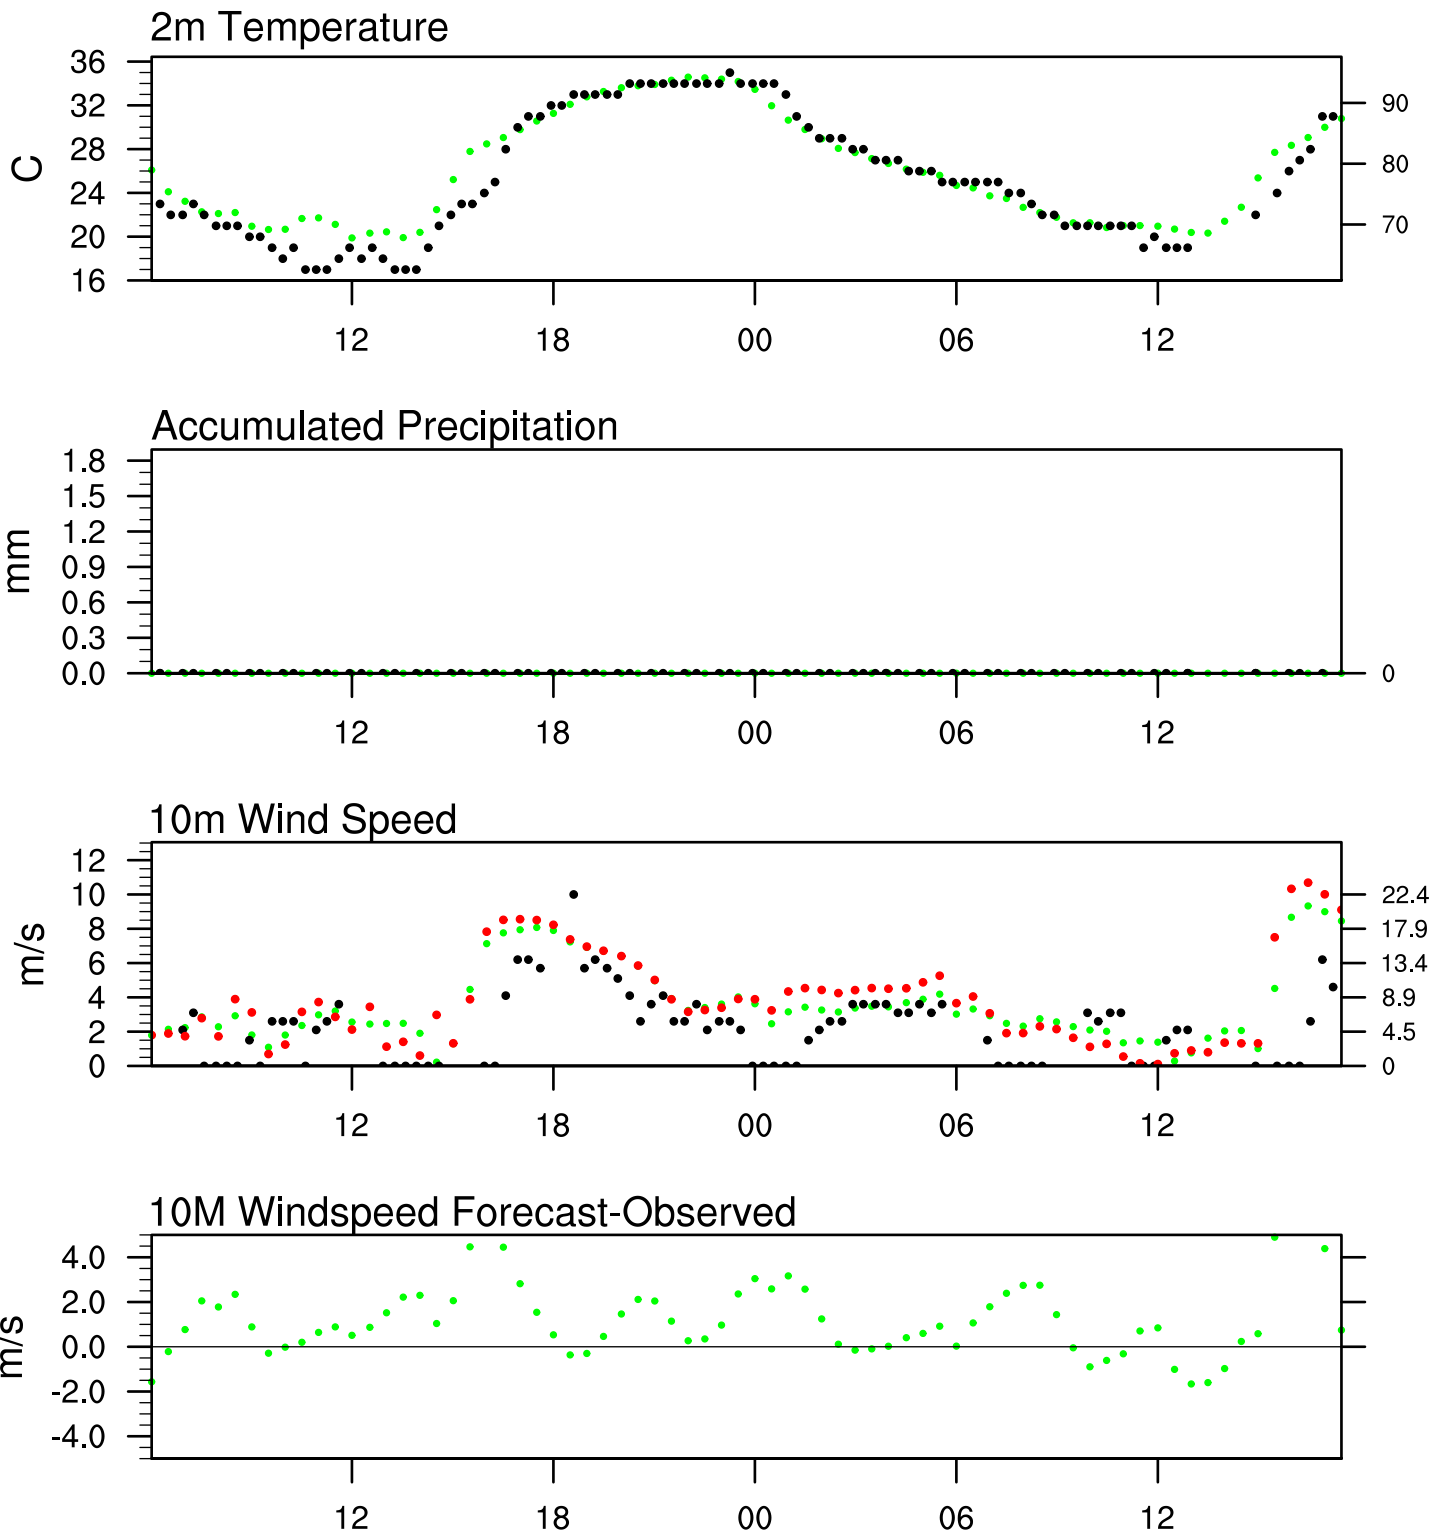 2m Temperature
36
32
28
24
20
16
C
90
80
70
12 18 00 06 12
Accumulated Precipitation
1.8
1.5
1.2
0.9
0.6
0.3
0.0
mm
0
12 18 00 06 12
10m Wind Speed
12
10
8
6
4
2
0
m/s
22.4
17.9
13.4
8.9
4.5
0
12 18 00 06 12
10M Windspeed Forecast-Observed
4.0
2.0
0.0
-2.0
-4.0
m/s
12 18 00 06 12